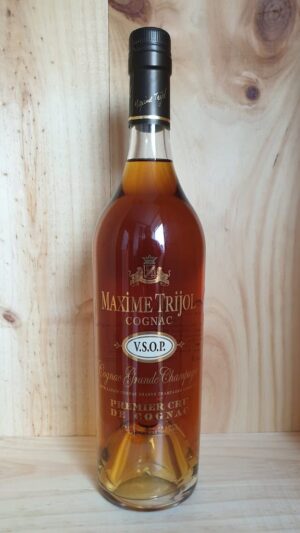 Maxime Trijol
MAXIME TRIJOL
COGNAC
V.S.O.P.
Cognac Grande Champagne
PREMIER CRU
DE COGNAC